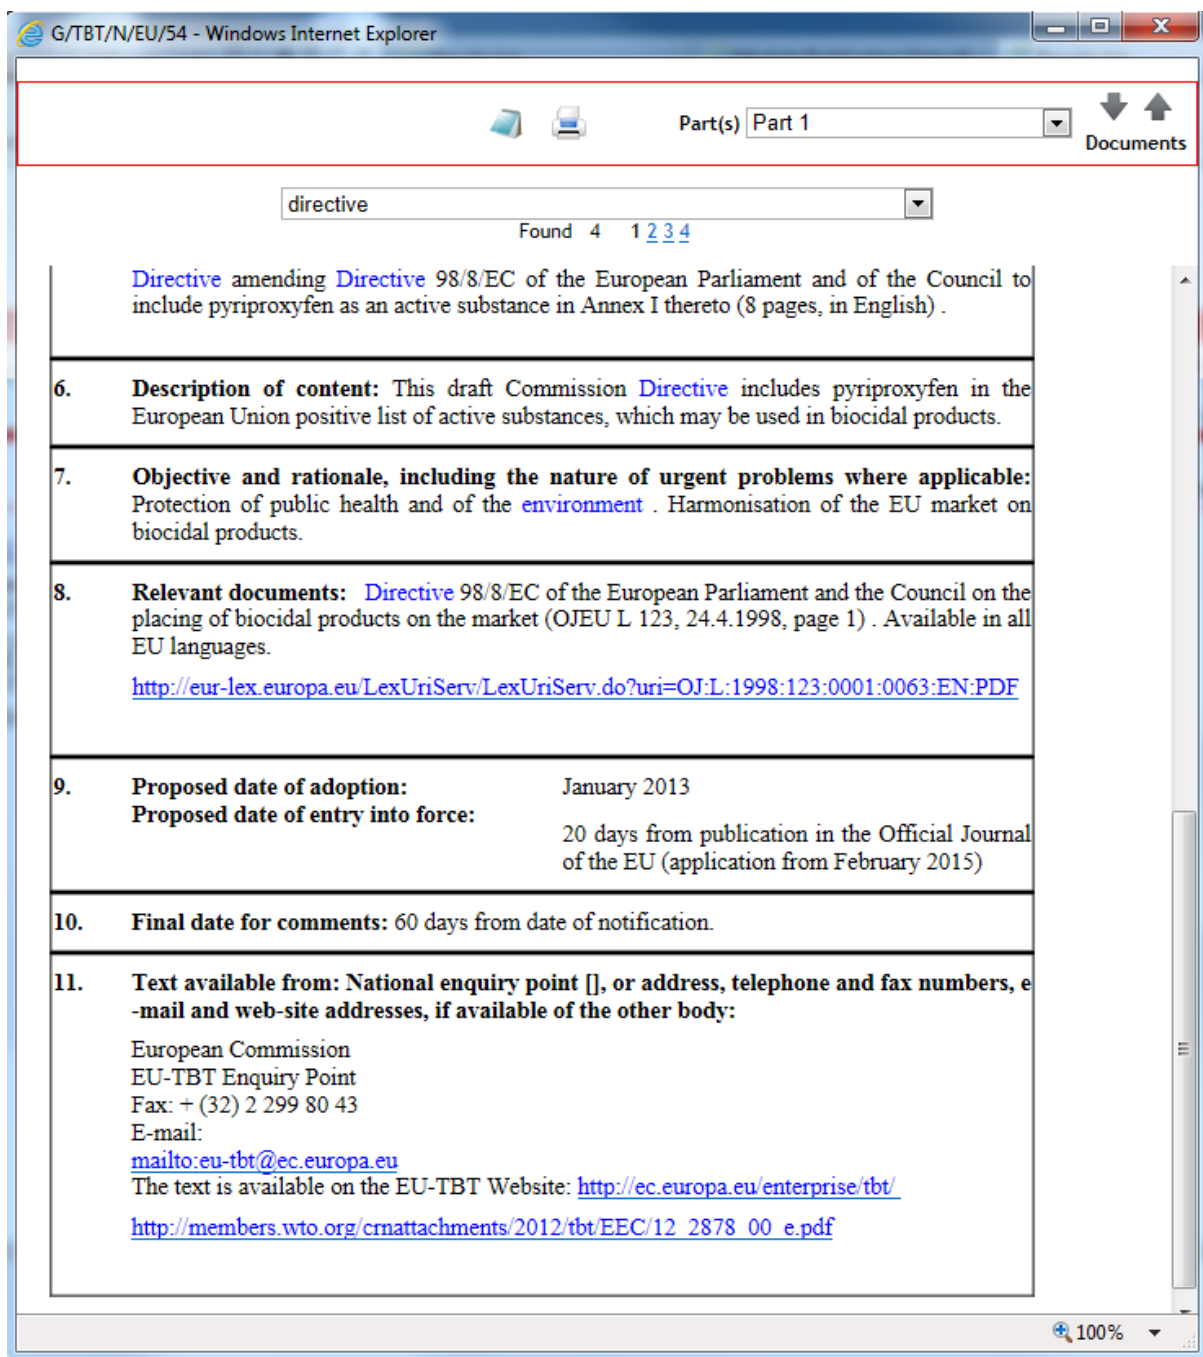 G/TBT/N/EU/54 - Windows Internet Explorer
Part(s) Part 1
Documents
directive
Found 4 1 2 3 4
Directive amending Directive 98/8/EC of the European Parliament and of the Council to
include pyriproxyfen as an active substance in Annex I thereto (8 pages, in English) .
6. Description of content: This draft Commission Directive includes pyriproxyfen in the
European Union positive list of active substances, which may be used in biocidal products.
7. Objective and rationale, including the nature of urgent problems where applicable:
Protection of public health and of the environment . Harmonisation of the EU market on
biocidal products.
8. Relevant documents: Directive 98/8/EC of the European Parliament and the Council on the
placing of biocidal products on the market (OJEU L 123, 24.4.1998, page 1) . Available in all
EU languages.
http://eur-lex.europa.eu/LexUriServ/LexUriServ.do?uri=OJ:L:1998:123:0001:0063:EN:PDF
9. Proposed date of adoption: January 2013
Proposed date of entry into force:
20 days from publication in the Official Journal
of the EU (application from February 2015)
10. Final date for comments: 60 days from date of notification.
11. Text available from: National enquiry point [], or address, telephone and fax numbers, e
-mail and web-site addresses, if available of the other body:
European Commission
EU-TBT Enquiry Point
Fax: + (32) 2 299 80 43
E-mail:
mailto:eu-tbt@ec.europa.eu
The text is available on the EU-TBT Website: http://ec.europa.eu/enterprise/tbt/
http://members.wto.org/crnattachments/2012/tbt/EEC/12_2878_00_e.pdf
100%